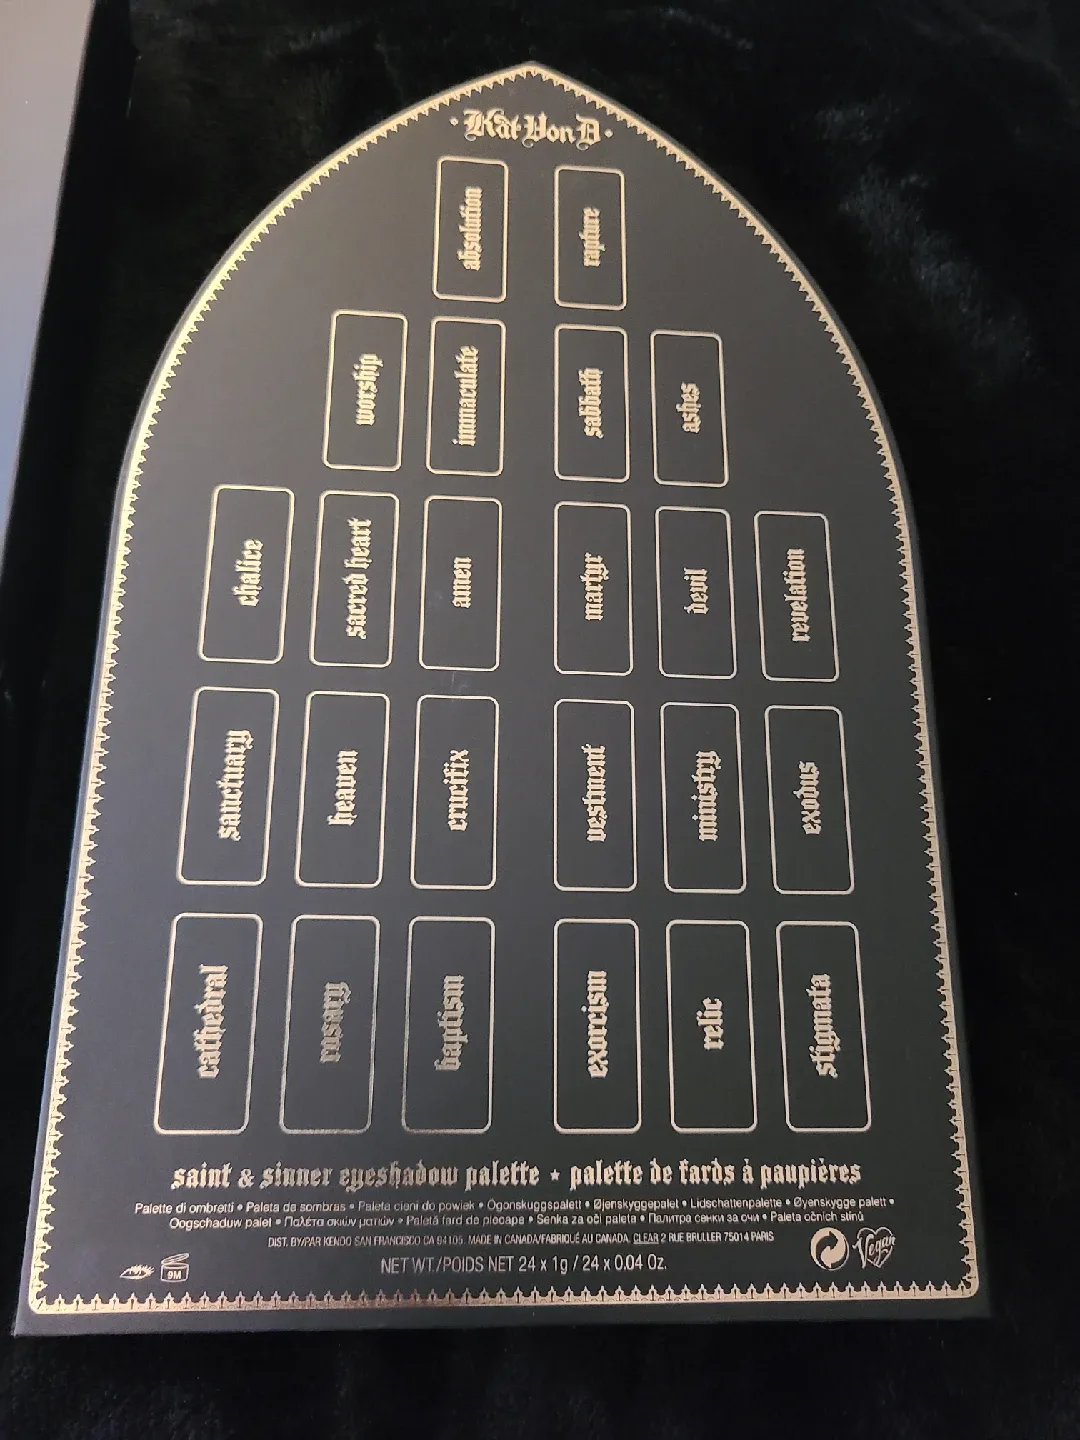 Kat Von D
absolution rapture
worship immaculate sabbath ashes
chalice sacred heart amen martyr devil revelation
sanctuary heaven crucifix vestment ministry exodus
cathedral rosary baptism exorcism relic stigmata
saint & sinner eyeshadow palette ★ palette de fards à paupières
Palette di ombretti • Paleta de sombras • Paleta cieni do powiek • Ögonskuggspalett • Øjenskyggepalet • Lidschattenpalette • Øyenskygge palett •
Oogschaduw palet • Παλέτα σκιών ματιών • Paletă fard de pleoape • Senka za oči paleta • Палитра сенки за очи • Paleta očních stínů
DIST. BY/PAR KENDO SAN FRANCISCO CA 94105. MADE IN CANADA/FABRIQUÉ AU CANADA. CLEAR 2 RUE BRULLER 75014 PARIS
NET WT./POIDS NET 24 x 1g / 24 x 0.04 Oz.
9M
Vegan